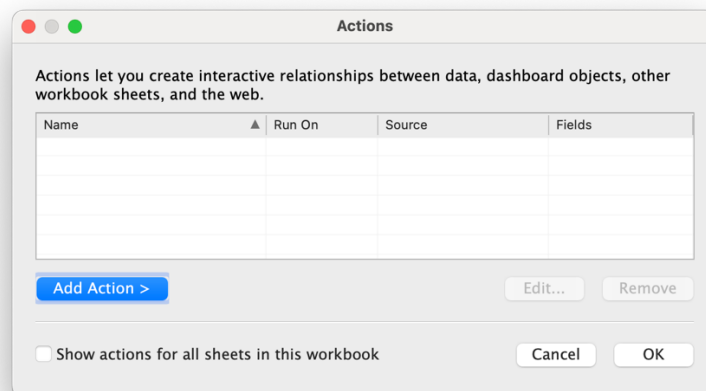 Actions
Actions let you create interactive relationships between data, dashboard objects, other
workbook sheets, and the web.
Name ▲ Run On Source Fields
Add Action > Edit... Remove
Show actions for all sheets in this workbook Cancel OK